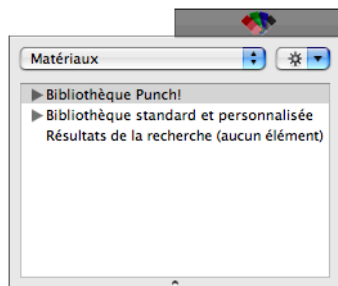 Matériaux
Bibliothèque Punch!
Bibliothèque standard et personnalisée
Résultats de la recherche (aucun élément)